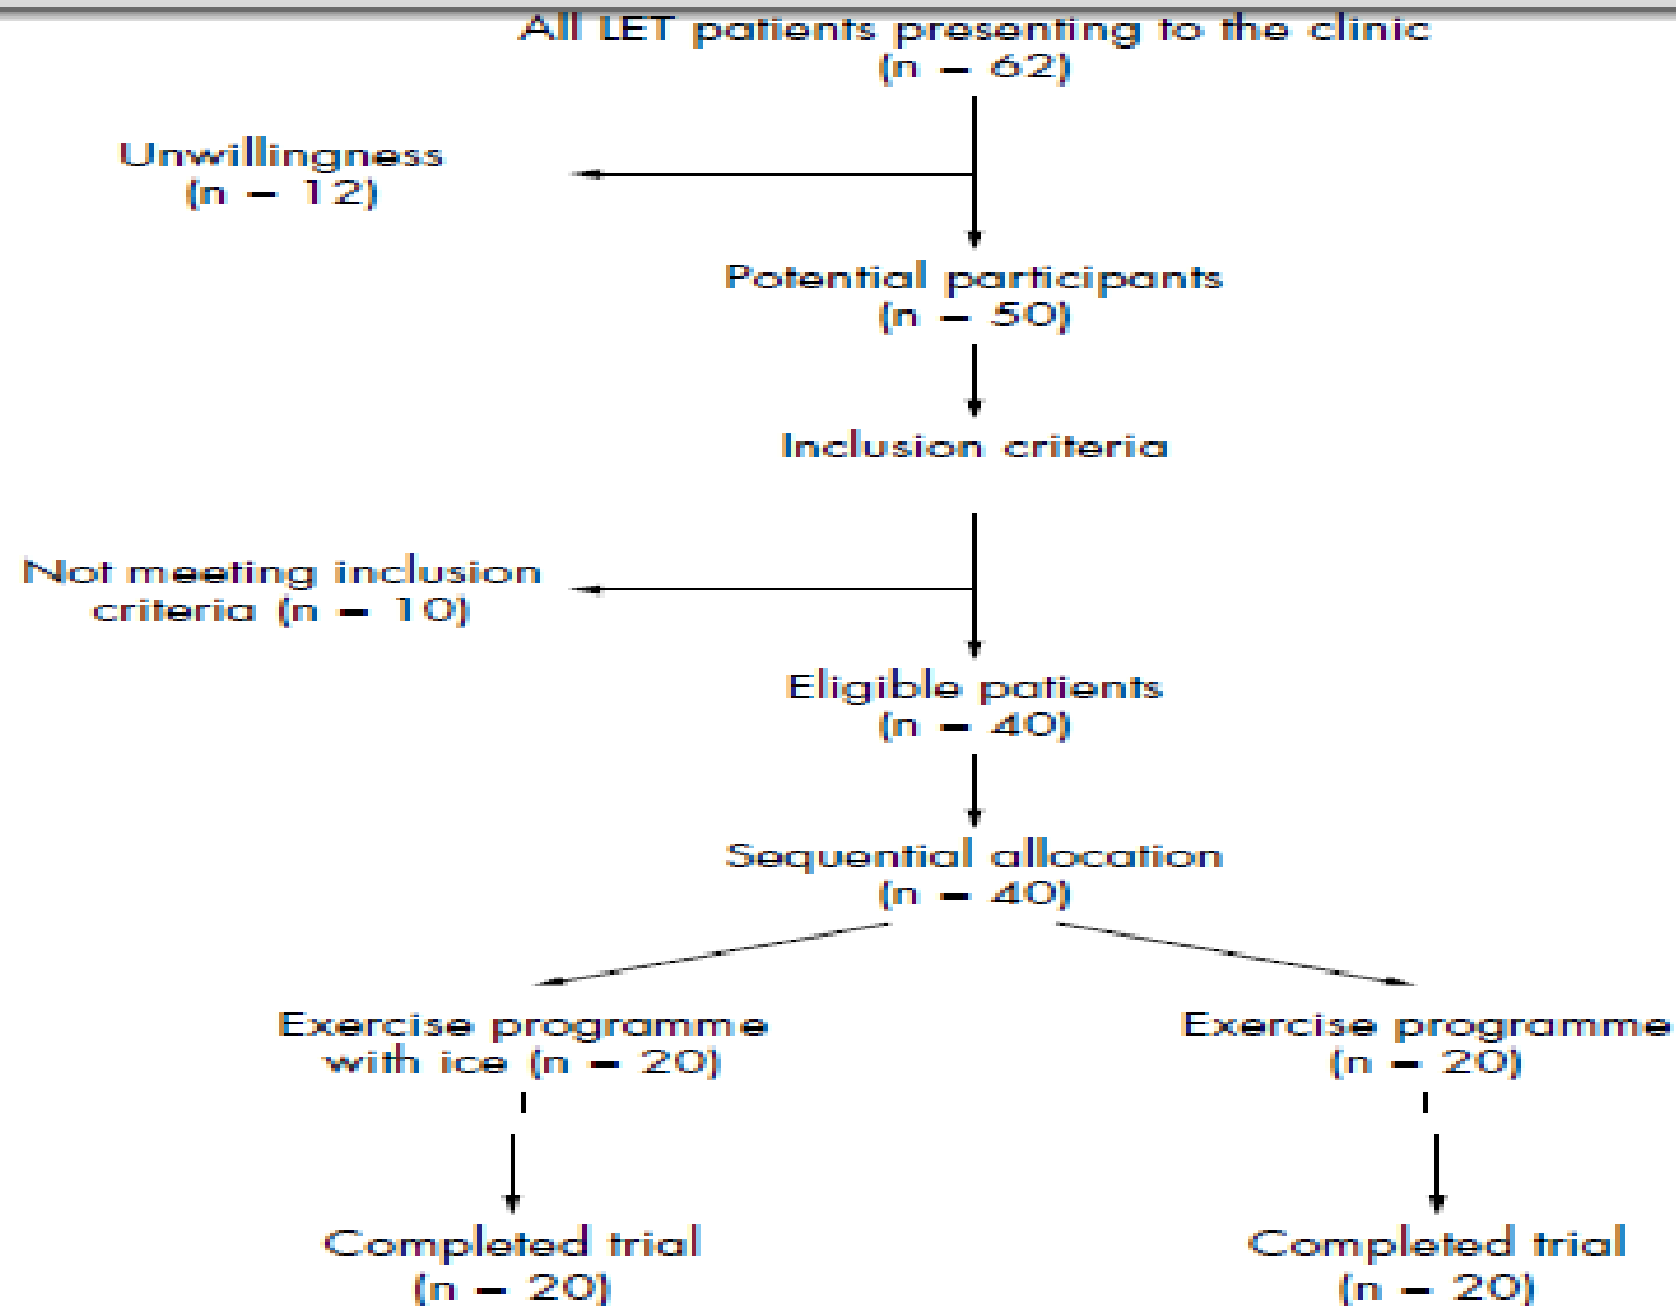 All LET patients presenting to the clinic
(n = 62)
Unwillingness
(n = 12)
Potential participants
(n = 50)
Inclusion criteria
Not meeting inclusion
criteria (n = 10)
Eligible patients
(n = 40)
Sequential allocation
(n = 40)
Exercise programme
with ice (n = 20)
Exercise programme
(n = 20)
Completed trial
(n = 20)
Completed trial
(n = 20)